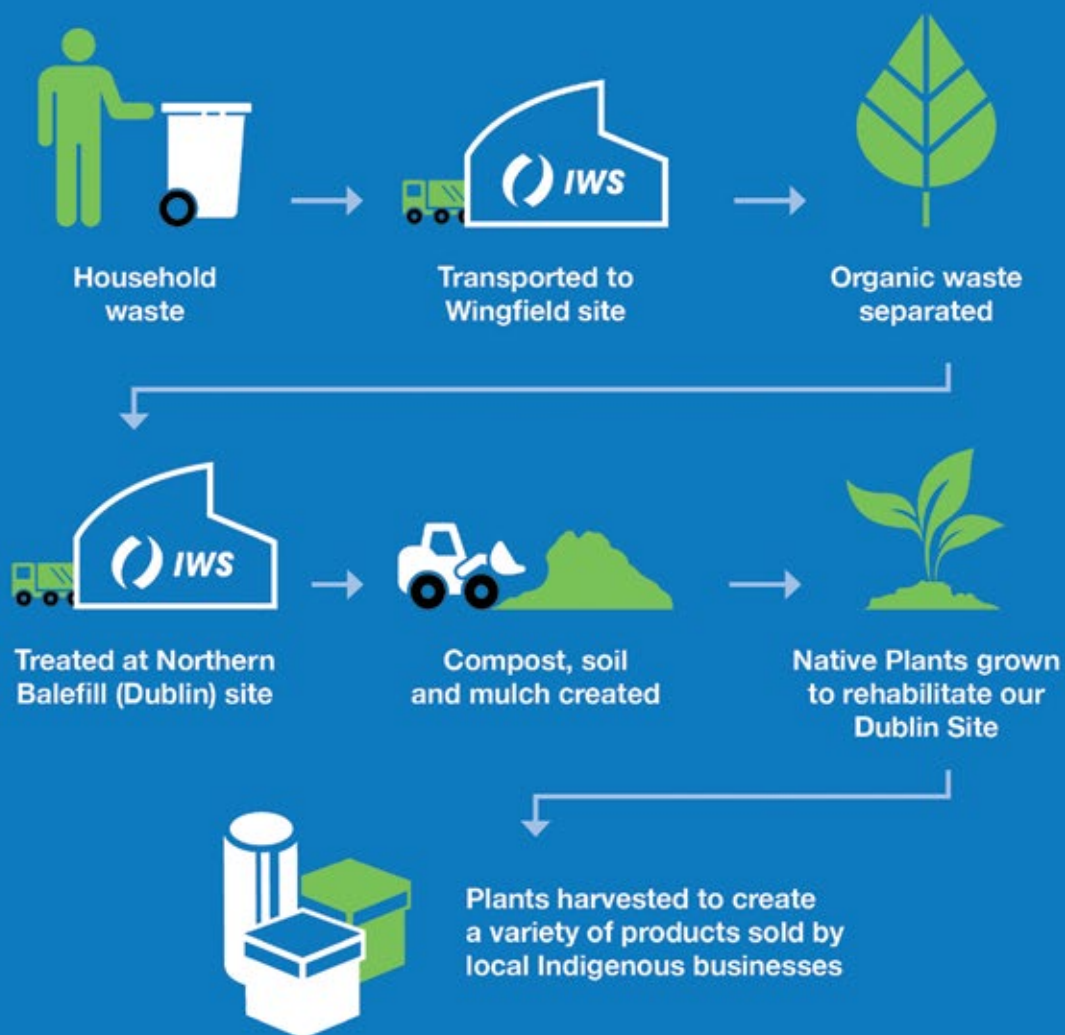 IWS
Household
waste
Transported to
Wingfield site
Organic waste
separated
IWS
Treated at Northern
Balefill (Dublin) site
Compost, soil
and mulch created
Native Plants grown
to rehabilitate our
Dublin Site
Plants harvested to create
a variety of products sold by
local Indigenous businesses